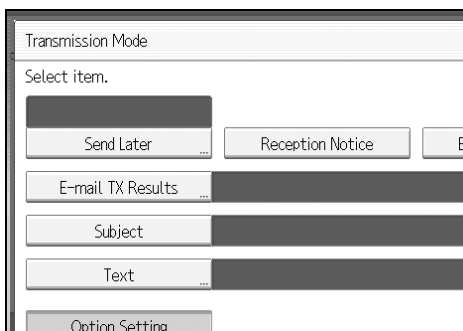 Transmission Mode
Select item.
Send Later ...
Reception Notice
E-mail TX Results ...
Subject
Text ...
Option Setting